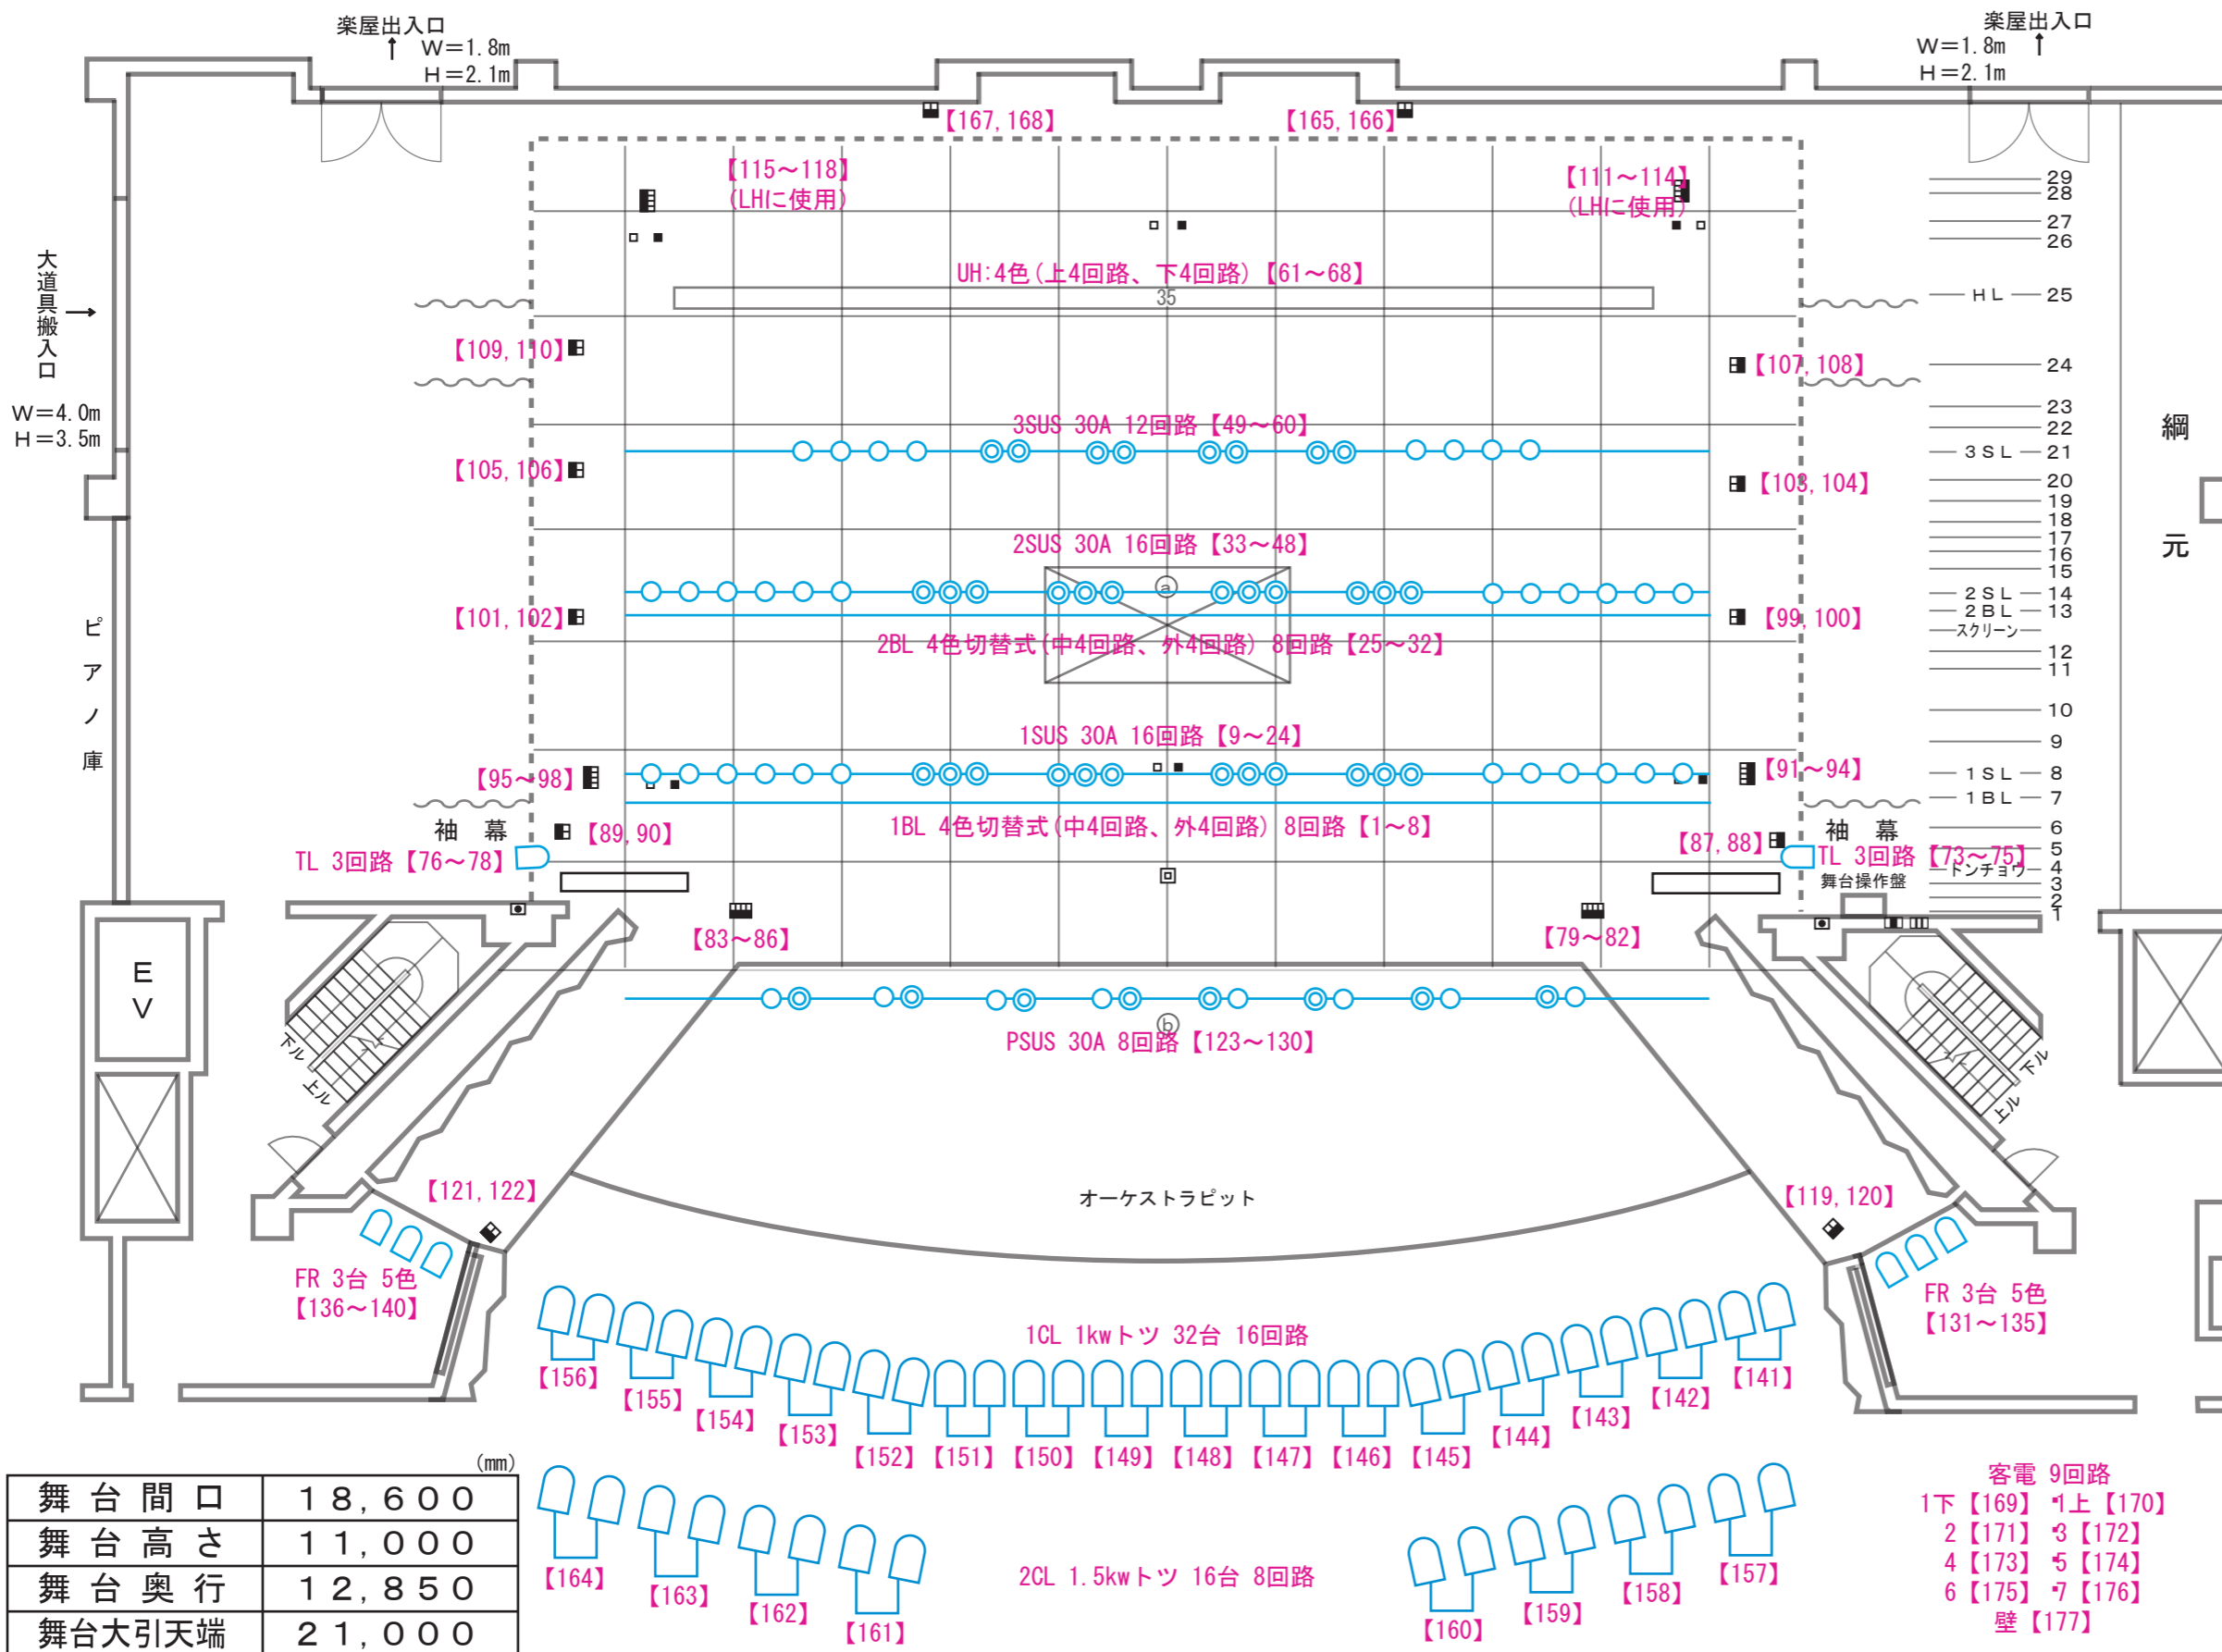 楽屋出入口
W=1.8m
H=2.1m
楽屋出入口
W=1.8m
H=2.1m
【167,168】
【165,166】
【115～118】
(LHに使用)
【111～114】
(LHに使用)
29
28
27
26
HL 25
24
23
22
3SL 21
20
19
18
17
16
15
2SL 14
2BL 13
スクリーン
12
11
10
9
1SL 8
1BL 7
6
5
4
ドンチョウ
3
2
1
綱元
大道具搬入口
W=4.0m
H=3.5m
ピアノ庫
UH:4色(上4回路、下4回路)【61～68】
35
【109,110】
【107,108】
3SUS 30A 12回路【49～60】
【105,106】
【103,104】
2SUS 30A 16回路【33～48】
a
【101,102】
【99,100】
2BL 4色切替式(中4回路、外4回路) 8回路【25～32】
1SUS 30A 16回路【9～24】
【95～98】
【91～94】
1BL 4色切替式(中4回路、外4回路) 8回路【1～8】
袖幕
【89,90】
【87,88】
袖幕
TL 3回路【76～78】
TL 3回路【73～75】
舞台操作盤
【83～86】
【79～82】
EV
下ル
上ル
下ル
上ル
b
PSUS 30A 8回路【123～130】
オーケストラピット
【121,122】
【119,120】
FR 3台 5色
【136～140】
FR 3台 5色
【131～135】
1CL 1kwトツ 32台 16回路
【156】
【155】
【154】
【153】
【152】
【151】
【150】
【149】
【148】
【147】
【146】
【145】
【144】
【143】
【142】
【141】
2CL 1.5kwトツ 16台 8回路
【164】
【163】
【162】
【161】
【160】
【159】
【158】
【157】
(mm)
舞台間口 18,600
舞台高さ 11,000
舞台奥行 12,850
舞台大引天端 21,000
客電 9回路
1下【169】・1上【170】
2【171】・3【172】
4【173】・5【174】
6【175】・7【176】
壁【177】